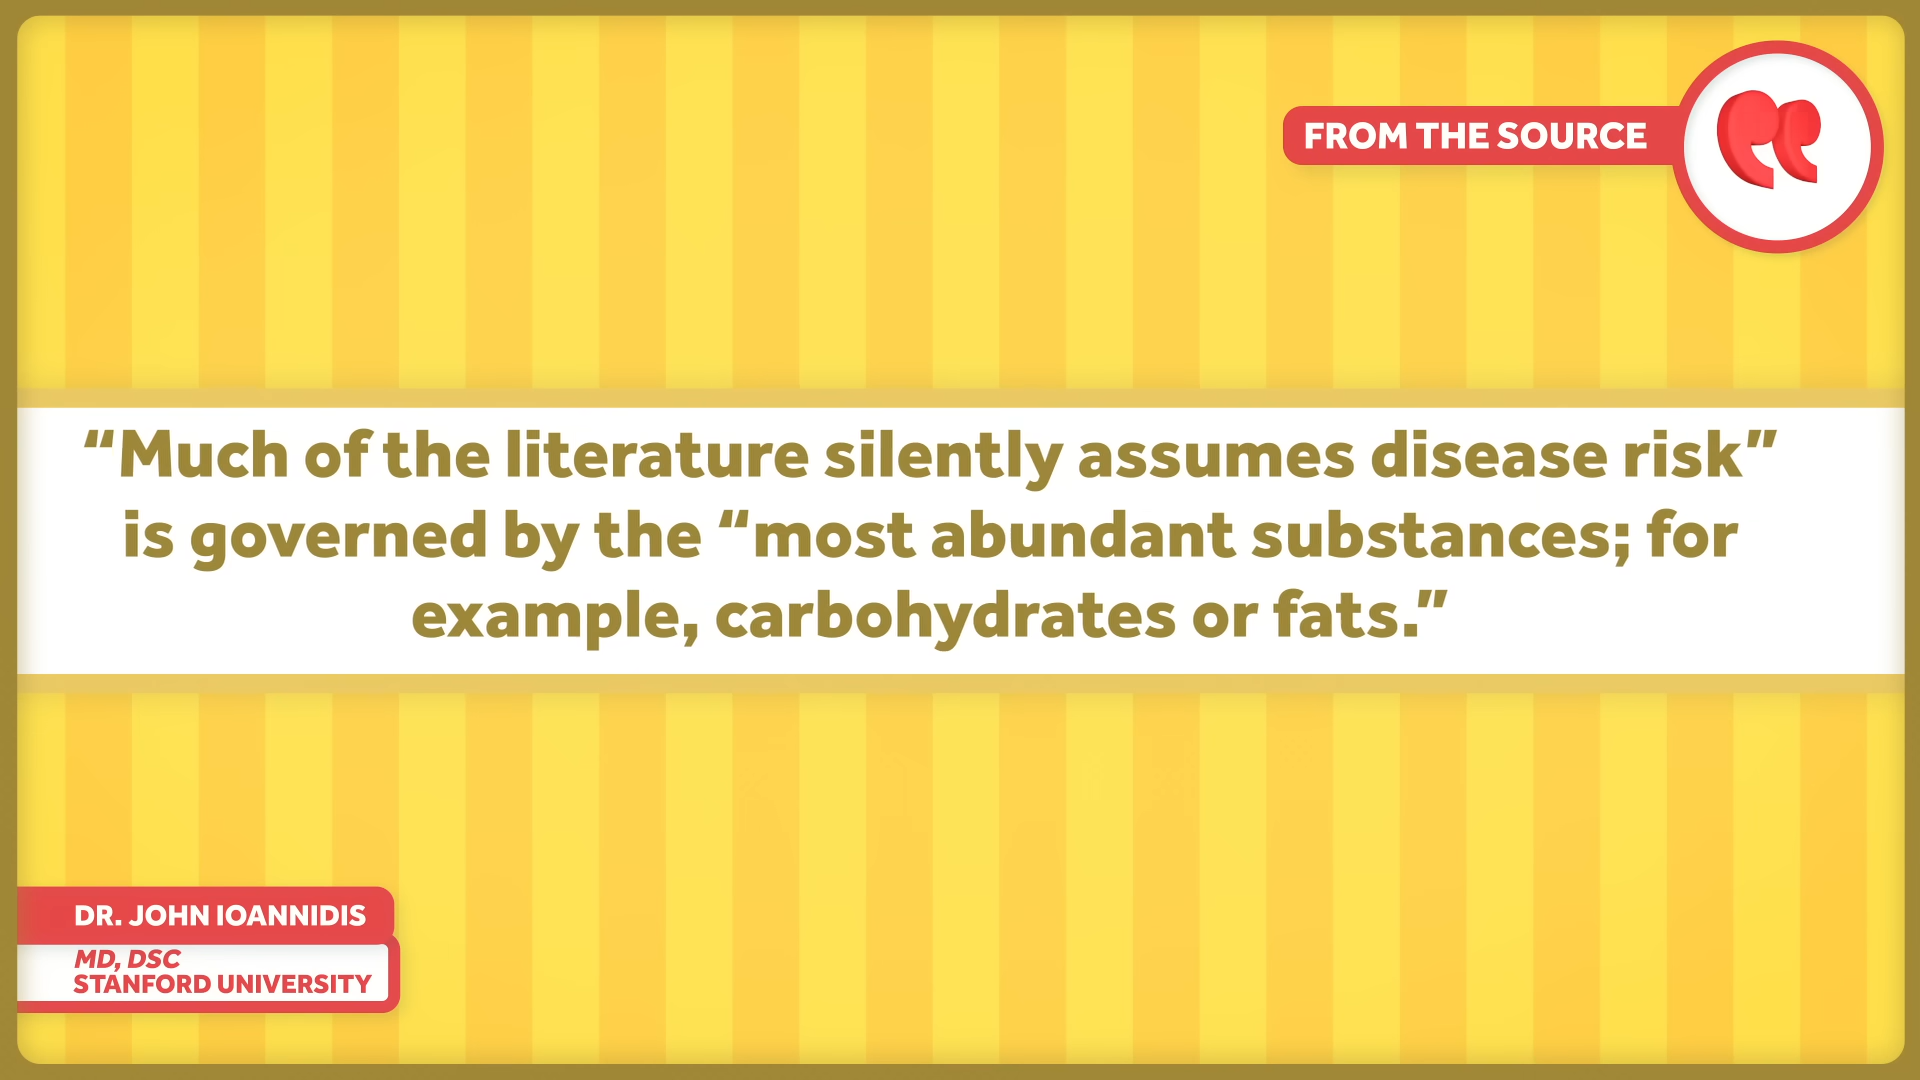 FROM THE SOURCE
“Much of the literature silently assumes disease risk”
is governed by the “most abundant substances; for
example, carbohydrates or fats.”
DR. JOHN IOANNIDIS
MD, DSC
STANFORD UNIVERSITY